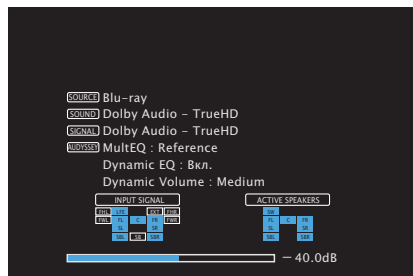 SOURCE Blu-ray
SOUND Dolby Audio – TrueHD
SIGNAL Dolby Audio – TrueHD
AUDYSSEY MultEQ : Reference
Dynamic EQ : Вкл.
Dynamic Volume : Medium
INPUT SIGNAL ACTIVE SPEAKERS
FHL LFE EXT FHR SW
FWL FL C FR FWR FL C FR
SL SR SL SR
SBL SB SBR SBL SBR
– 40.0dB